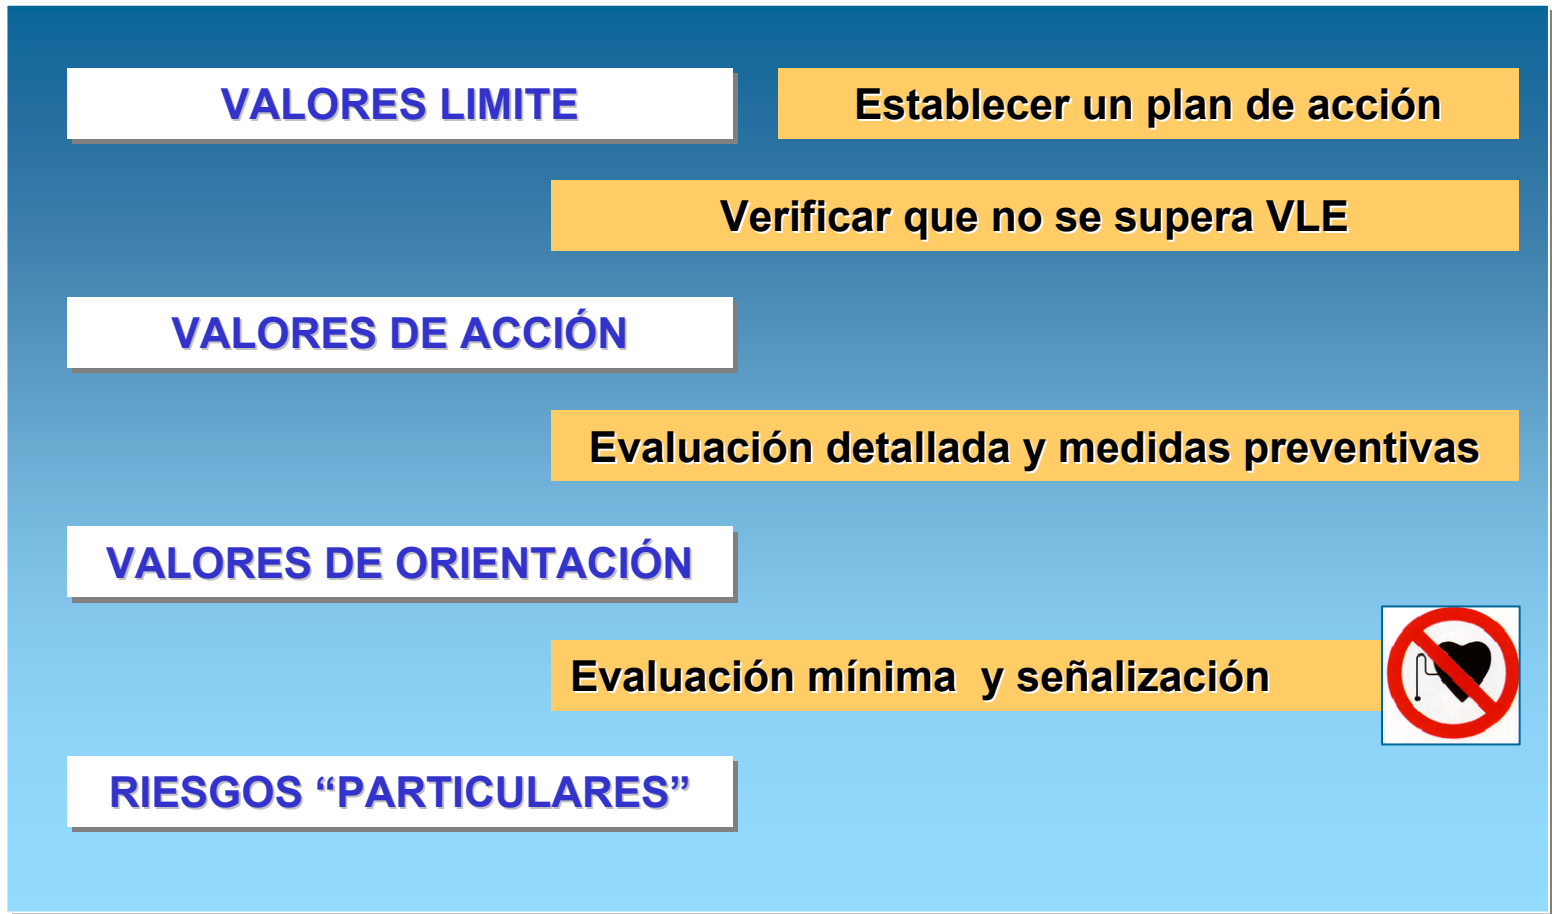 VALORES LIMITE
Establecer un plan de acción
Verificar que no se supera VLE
VALORES DE ACCIÓN
Evaluación detallada y medidas preventivas
VALORES DE ORIENTACIÓN
Evaluación mínima y señalización
RIESGOS “PARTICULARES”